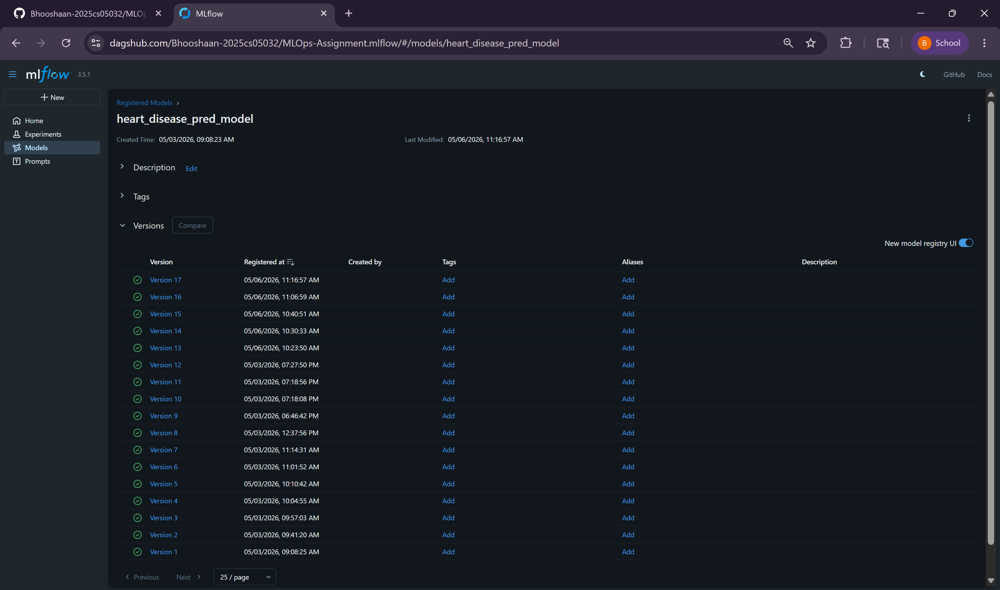 Bhooshaan-2025cs05032/MLOp
MLflow
dagshub.com/Bhooshaan-2025cs05032/MLOps-Assignment.mlflow/#/models/heart_disease_pred_model
B School
mlflow 3.5.1
GitHub Docs
New
Home
Experiments
Models
Prompts
Registered Models
heart_disease_pred_model
Created Time: 05/03/2026, 09:08:23 AM Last Modified: 05/06/2026, 11:16:57 AM
Description Edit
Tags
Versions Compare
New model registry UI
Version Registered at Created by Tags Aliases Description
Version 17 05/06/2026, 11:16:57 AM Add Add
Version 16 05/06/2026, 11:06:59 AM Add Add
Version 15 05/06/2026, 10:40:51 AM Add Add
Version 14 05/06/2026, 10:30:33 AM Add Add
Version 13 05/06/2026, 10:23:50 AM Add Add
Version 12 05/03/2026, 07:27:50 PM Add Add
Version 11 05/03/2026, 07:18:56 PM Add Add
Version 10 05/03/2026, 07:18:08 PM Add Add
Version 9 05/03/2026, 06:46:42 PM Add Add
Version 8 05/03/2026, 12:37:56 PM Add Add
Version 7 05/03/2026, 11:14:31 AM Add Add
Version 6 05/03/2026, 11:01:52 AM Add Add
Version 5 05/03/2026, 10:10:42 AM Add Add
Version 4 05/03/2026, 10:04:55 AM Add Add
Version 3 05/03/2026, 09:57:03 AM Add Add
Version 2 05/03/2026, 09:41:20 AM Add Add
Version 1 05/03/2026, 09:08:25 AM Add Add
Previous Next 25 / page